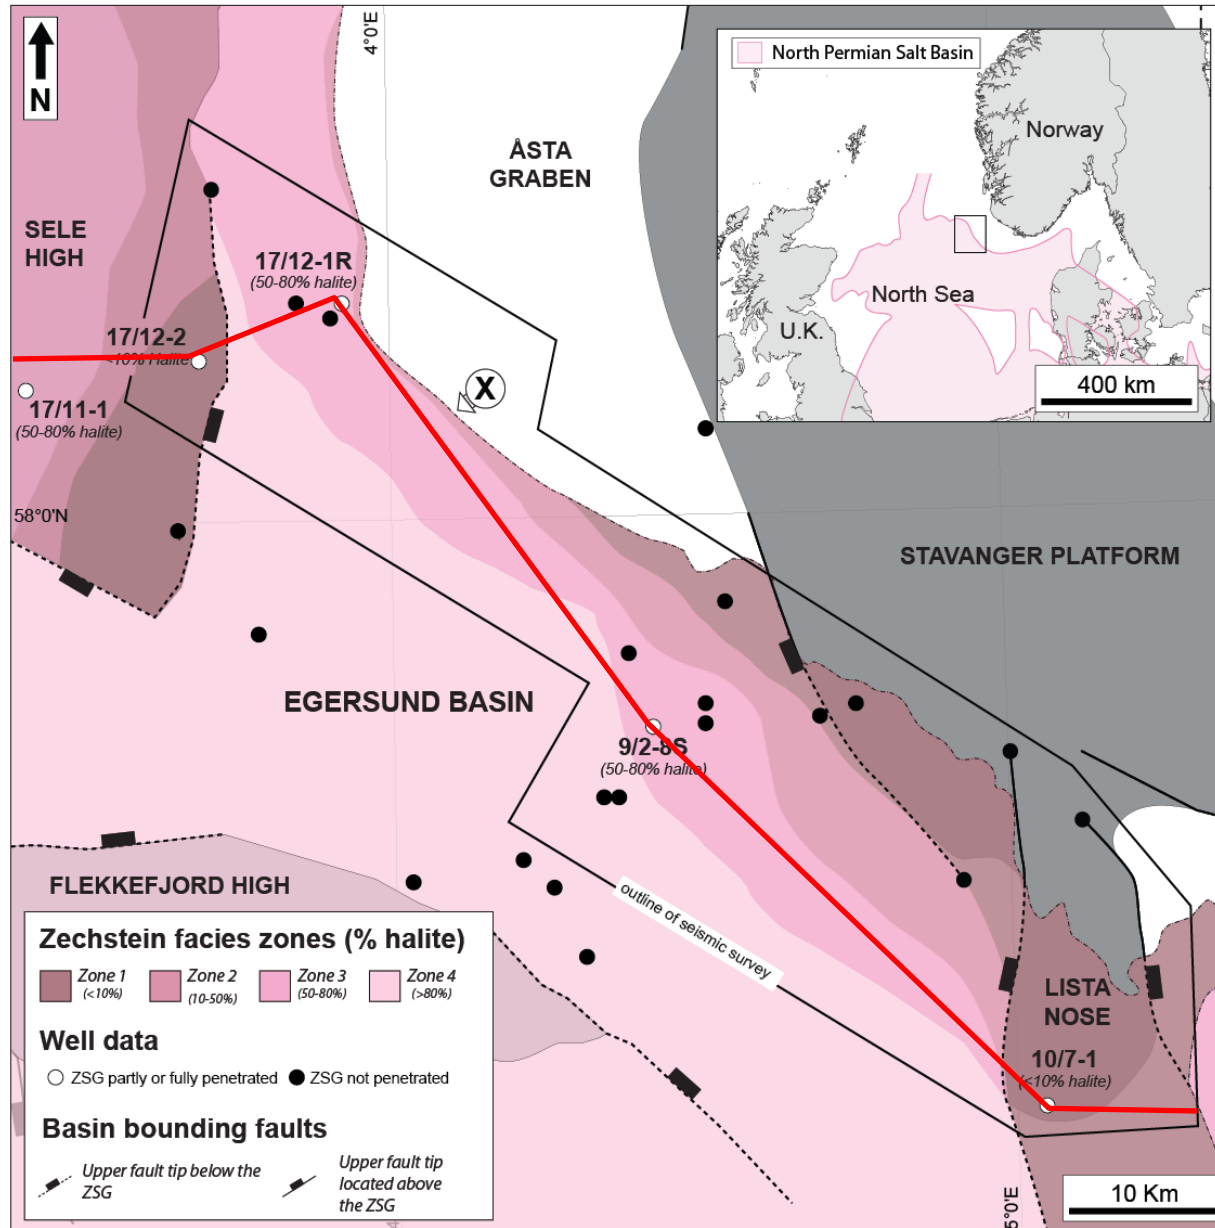 N
4°0'E
North Permian Salt Basin
Norway
North Sea
U.K.
400 km
ÅSTA
GRABEN
SELE
HIGH
17/12-1R
(50-80% halite)
17/12-2
<10% Halite
17/11-1
(50-80% halite)
X
58°0'N
STAVANGER PLATFORM
EGERSUND BASIN
9/2-8S
(50-80% halite)
FLEKKEFJORD HIGH
outline of seismic survey
LISTA
NOSE
10/7-1
(<10% halite)
Zechstein facies zones (% halite)
Zone 1
(<10%)
Zone 2
(10-50%)
Zone 3
(50-80%)
Zone 4
(>80%)
Well data
ZSG partly or fully penetrated
ZSG not penetrated
Basin bounding faults
Upper fault tip below the
ZSG
Upper fault tip
located above
the ZSG
5°0'E
10 Km